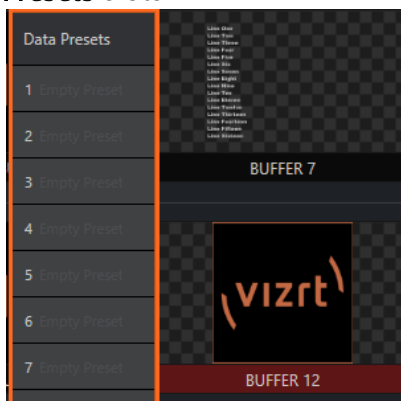 Data Presets
1 Empty Preset
2 Empty Preset
3 Empty Preset
4 Empty Preset
5 Empty Preset
6 Empty Preset
7 Empty Preset
Line One
Line Two
Line Three
Line Four
Line Five
Line Six
Line Seven
Line Eight
Line Nine
Line Ten
Line Eleven
Line Twelve
Line Thirteen
Line Fourteen
Line Fifteen
Line Sixteen
BUFFER 7
vizrt
BUFFER 12